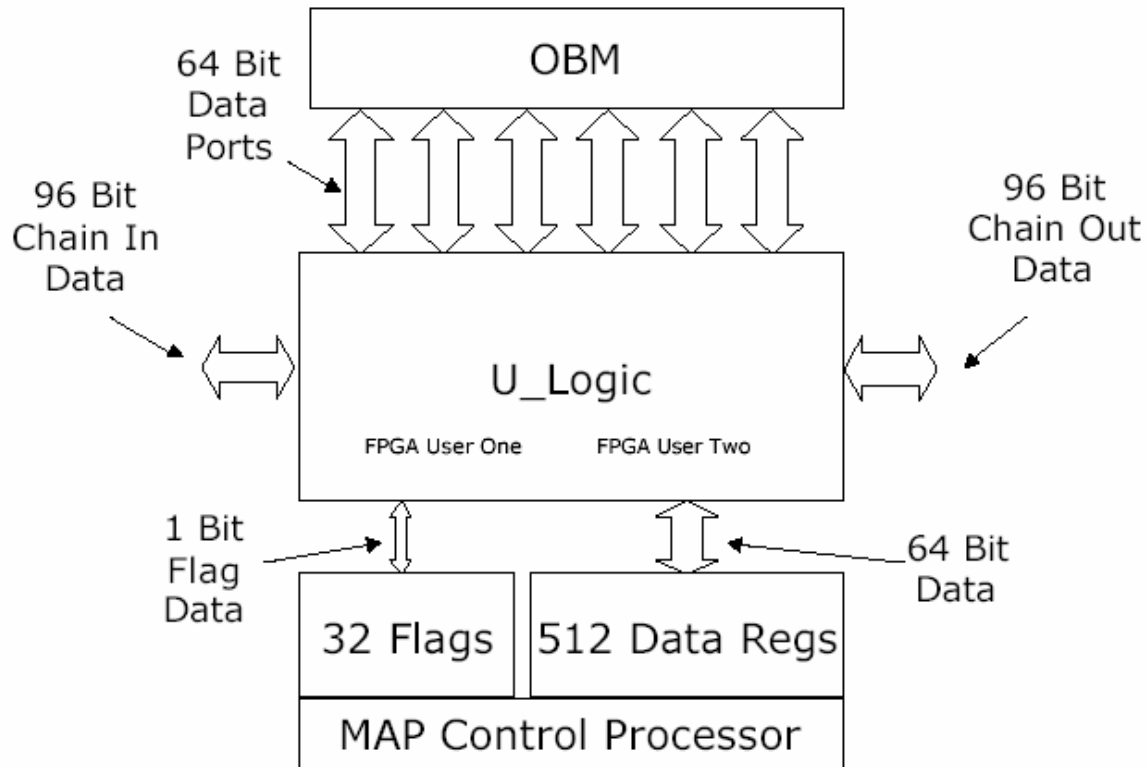 OBM
64 Bit
Data
Ports
96 Bit
Chain In
Data
96 Bit
Chain Out
Data
U_Logic
FPGA User One
FPGA User Two
1 Bit
Flag
Data
64 Bit
Data
32 Flags
512 Data Regs
MAP Control Processor